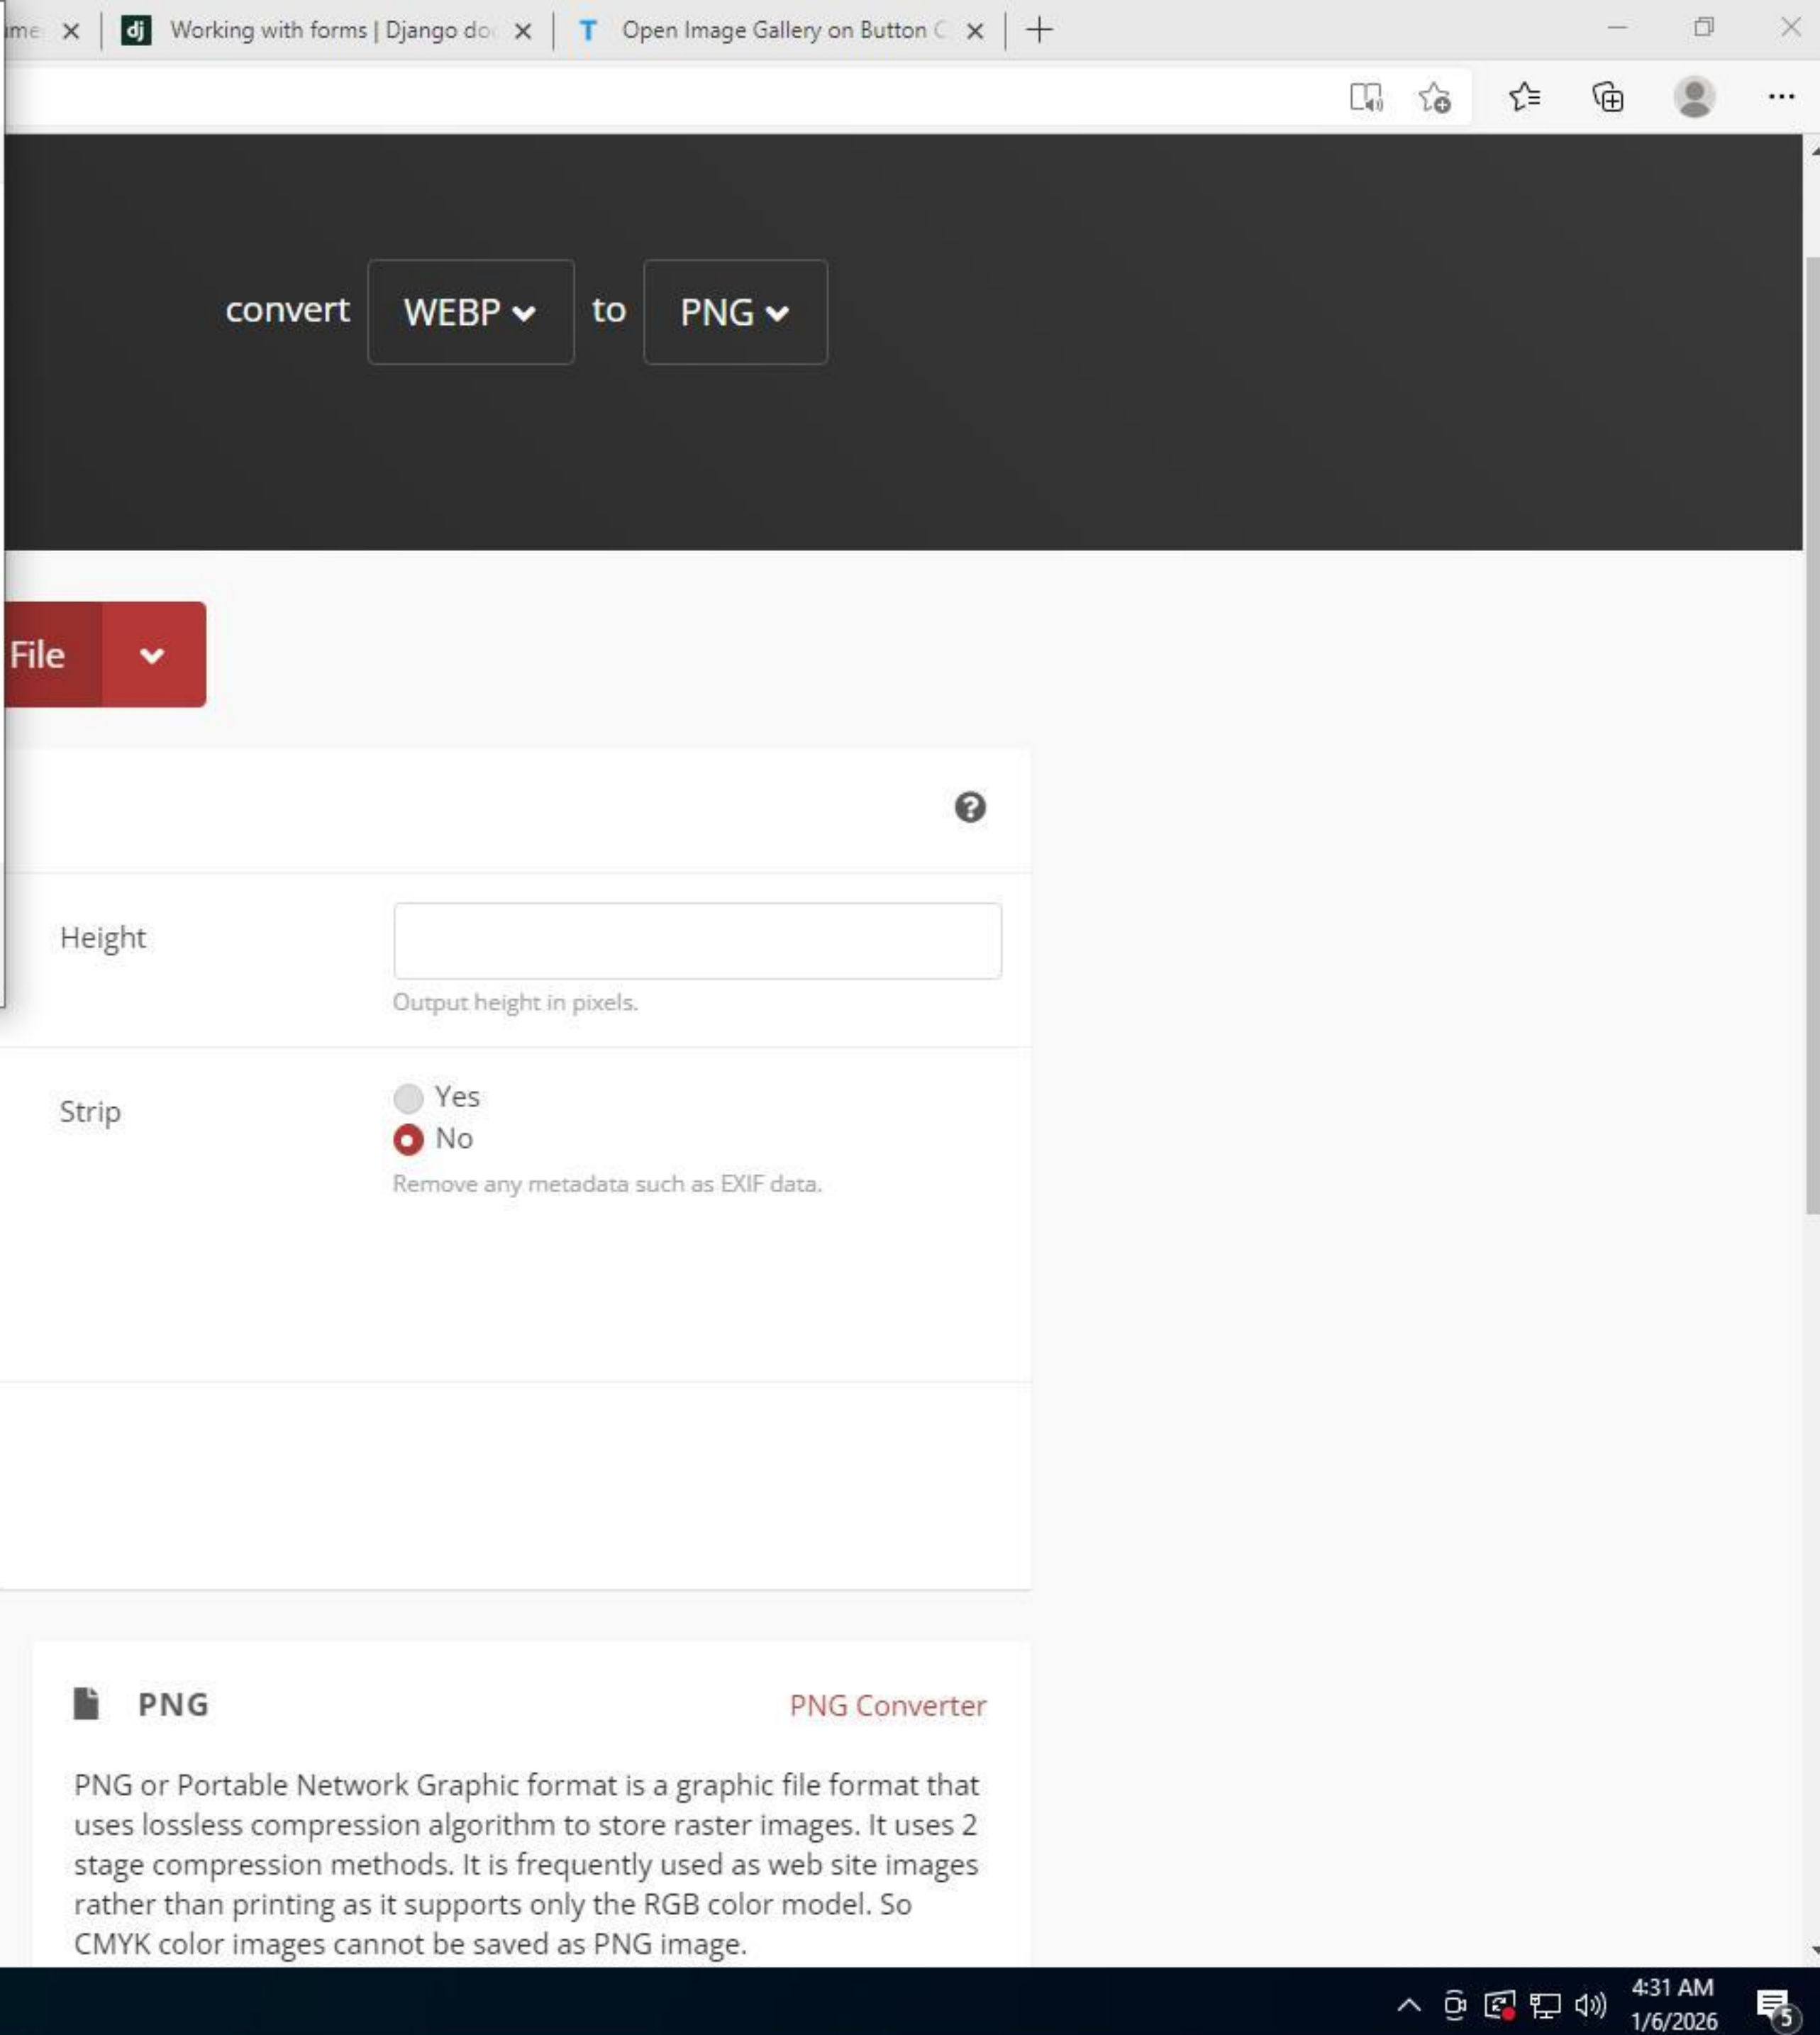 Working with forms | Django do
Open Image Gallery on Button
convert WEBP to PNG
File
Height
Output height in pixels.
Strip
Yes
No
Remove any metadata such as EXIF data.
PNG
PNG Converter
PNG or Portable Network Graphic format is a graphic file format that
uses lossless compression algorithm to store raster images. It uses 2
stage compression methods. It is frequently used as web site images
rather than printing as it supports only the RGB color model. So
CMYK color images cannot be saved as PNG image.
4:31 AM
1/6/2026
5